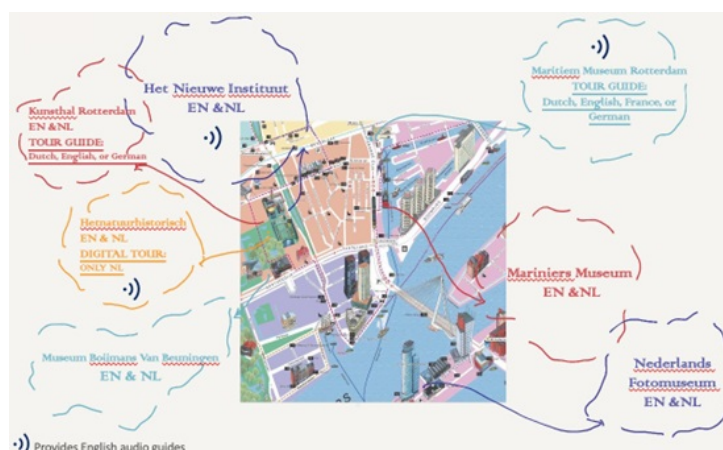 Het Nieuwe Instituut
EN &NL
Maritiem Museum Rotterdam
TOUR GUIDE:
Dutch, English, France, or
German
Kunsthal Rotterdam
EN &NL
TOUR GUIDE:
Dutch, English, or German
Hetnatuurhistorisch
EN & NL
DIGITAL TOUR:
ONLY NL
Mariniers Museum
EN &NL
Museum Boijmans Van Beuningen
EN & NL
Nederlands
Fotomuseum
EN &NL
Provides English audio guides